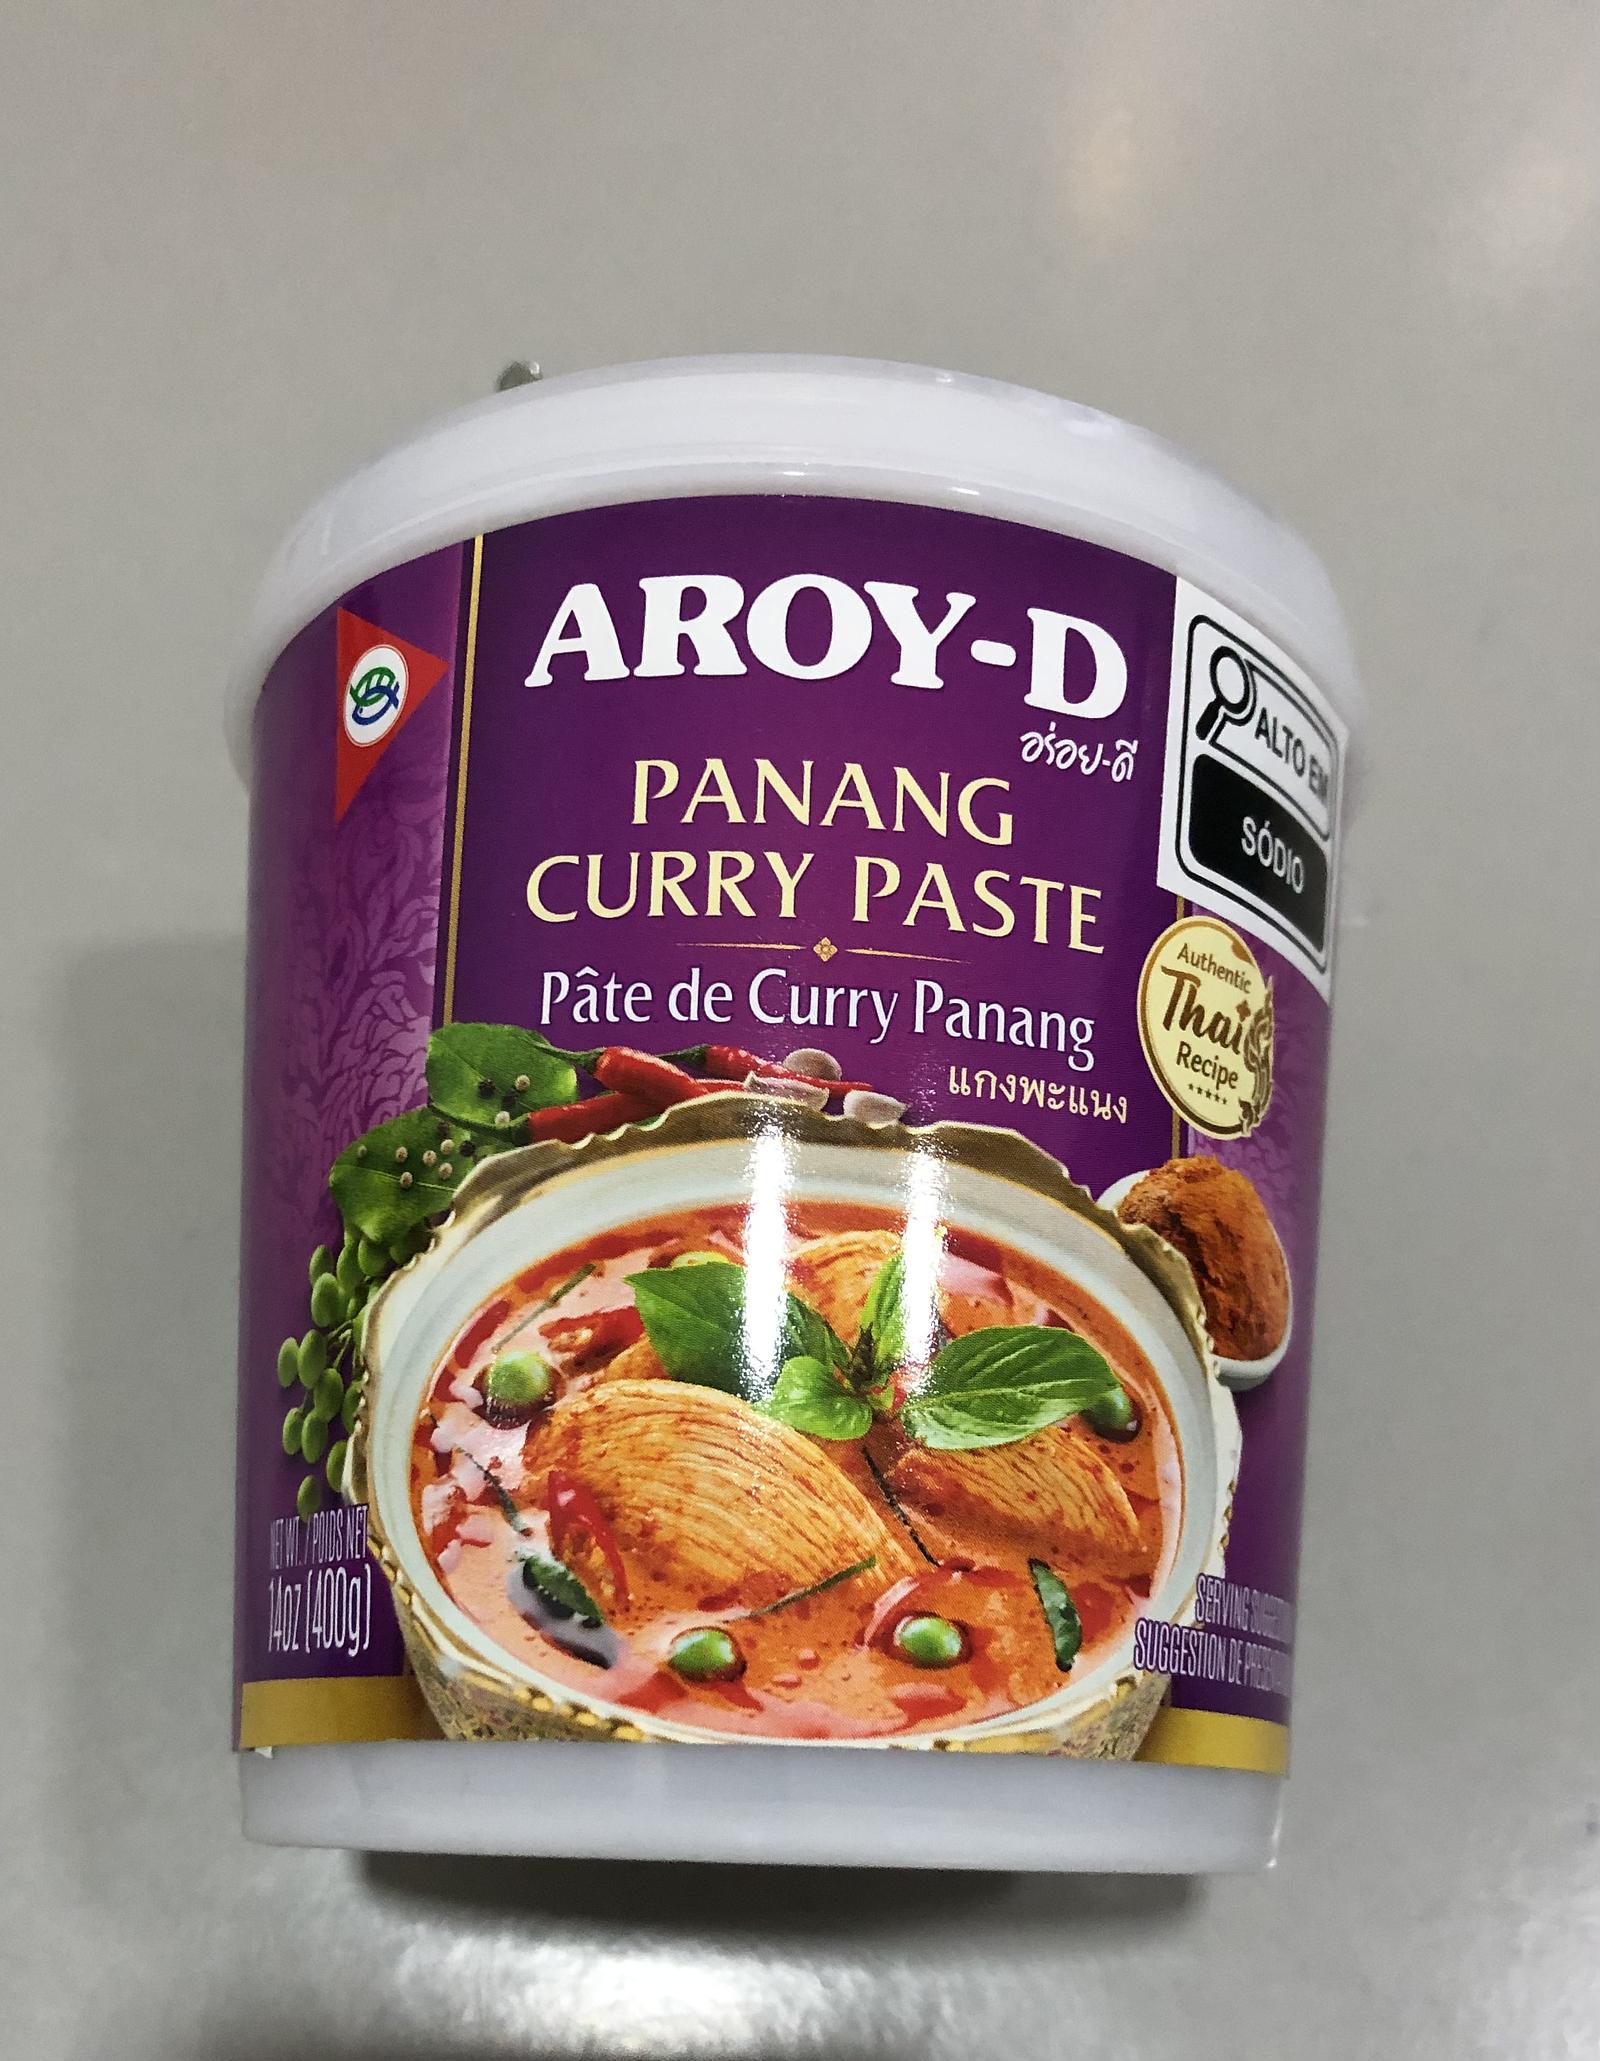 AROY-D
อร่อย-ดี
PANANG
CURRY PASTE
Pâte de Curry Panang
แกงพะแนง
ALTO EM
SÓDIO
Authentic
Thai
Recipe
NET WT. / POIDS NET
14oz (400g)
SERVING
SUGGESTION DE